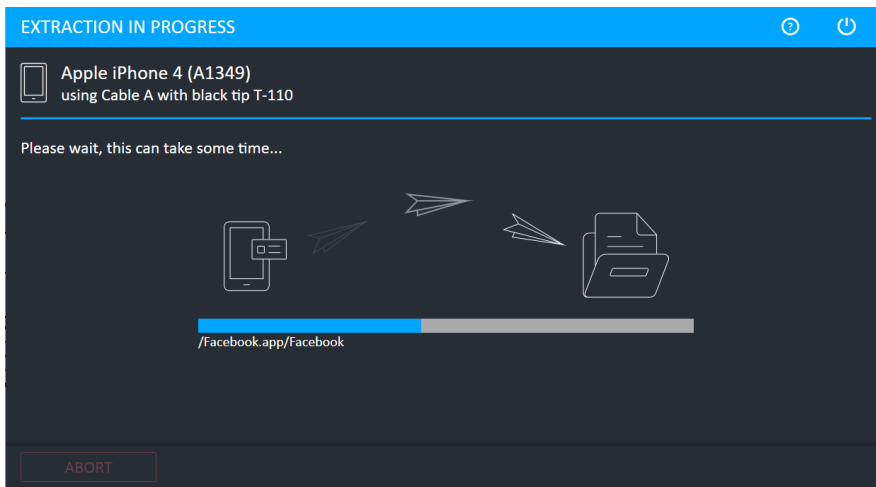 EXTRACTION IN PROGRESS
Apple iPhone 4 (A1349)
using Cable A with black tip T-110
Please wait, this can take some time...
/Facebook.app/Facebook
ABORT